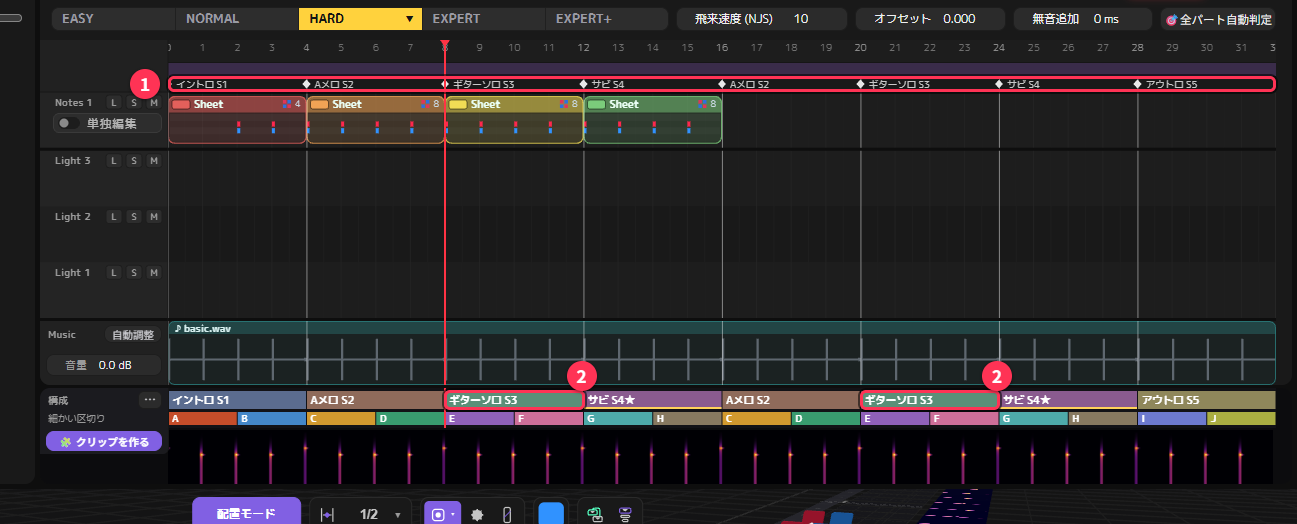 EASY NORMAL HARD ▼ EXPERT EXPERT+ 飛来速度 (NJS) 10 オフセット 0.000 無音追加 0 ms 全パート自動判定
1 2 3 4 5 6 7 8 9 10 11 12 13 14 15 16 17 18 19 20 21 22 23 24 25 26 27 28 29 30 31 3
1 イントロ S1 Aメロ S2 ギターソロ S3 サビ S4 Aメロ S2 ギターソロ S3 サビ S4 アウトロ S5
Notes 1 L S M Sheet 4 Sheet 8 Sheet 8 Sheet 8
単独編集
Light 3 L S M
Light 2 L S M
Light 1 L S M
Music 自動調整 ♪ basic.wav
音量 0.0 dB
2 2
構成 ··· イントロ S1 Aメロ S2 ギターソロ S3 サビ S4★ Aメロ S2 ギターソロ S3 サビ S4★ アウトロ S5
細かい区切り A B C D E F G H C D E F G H I J
クリップを作る
配置モード 1/2 ▼